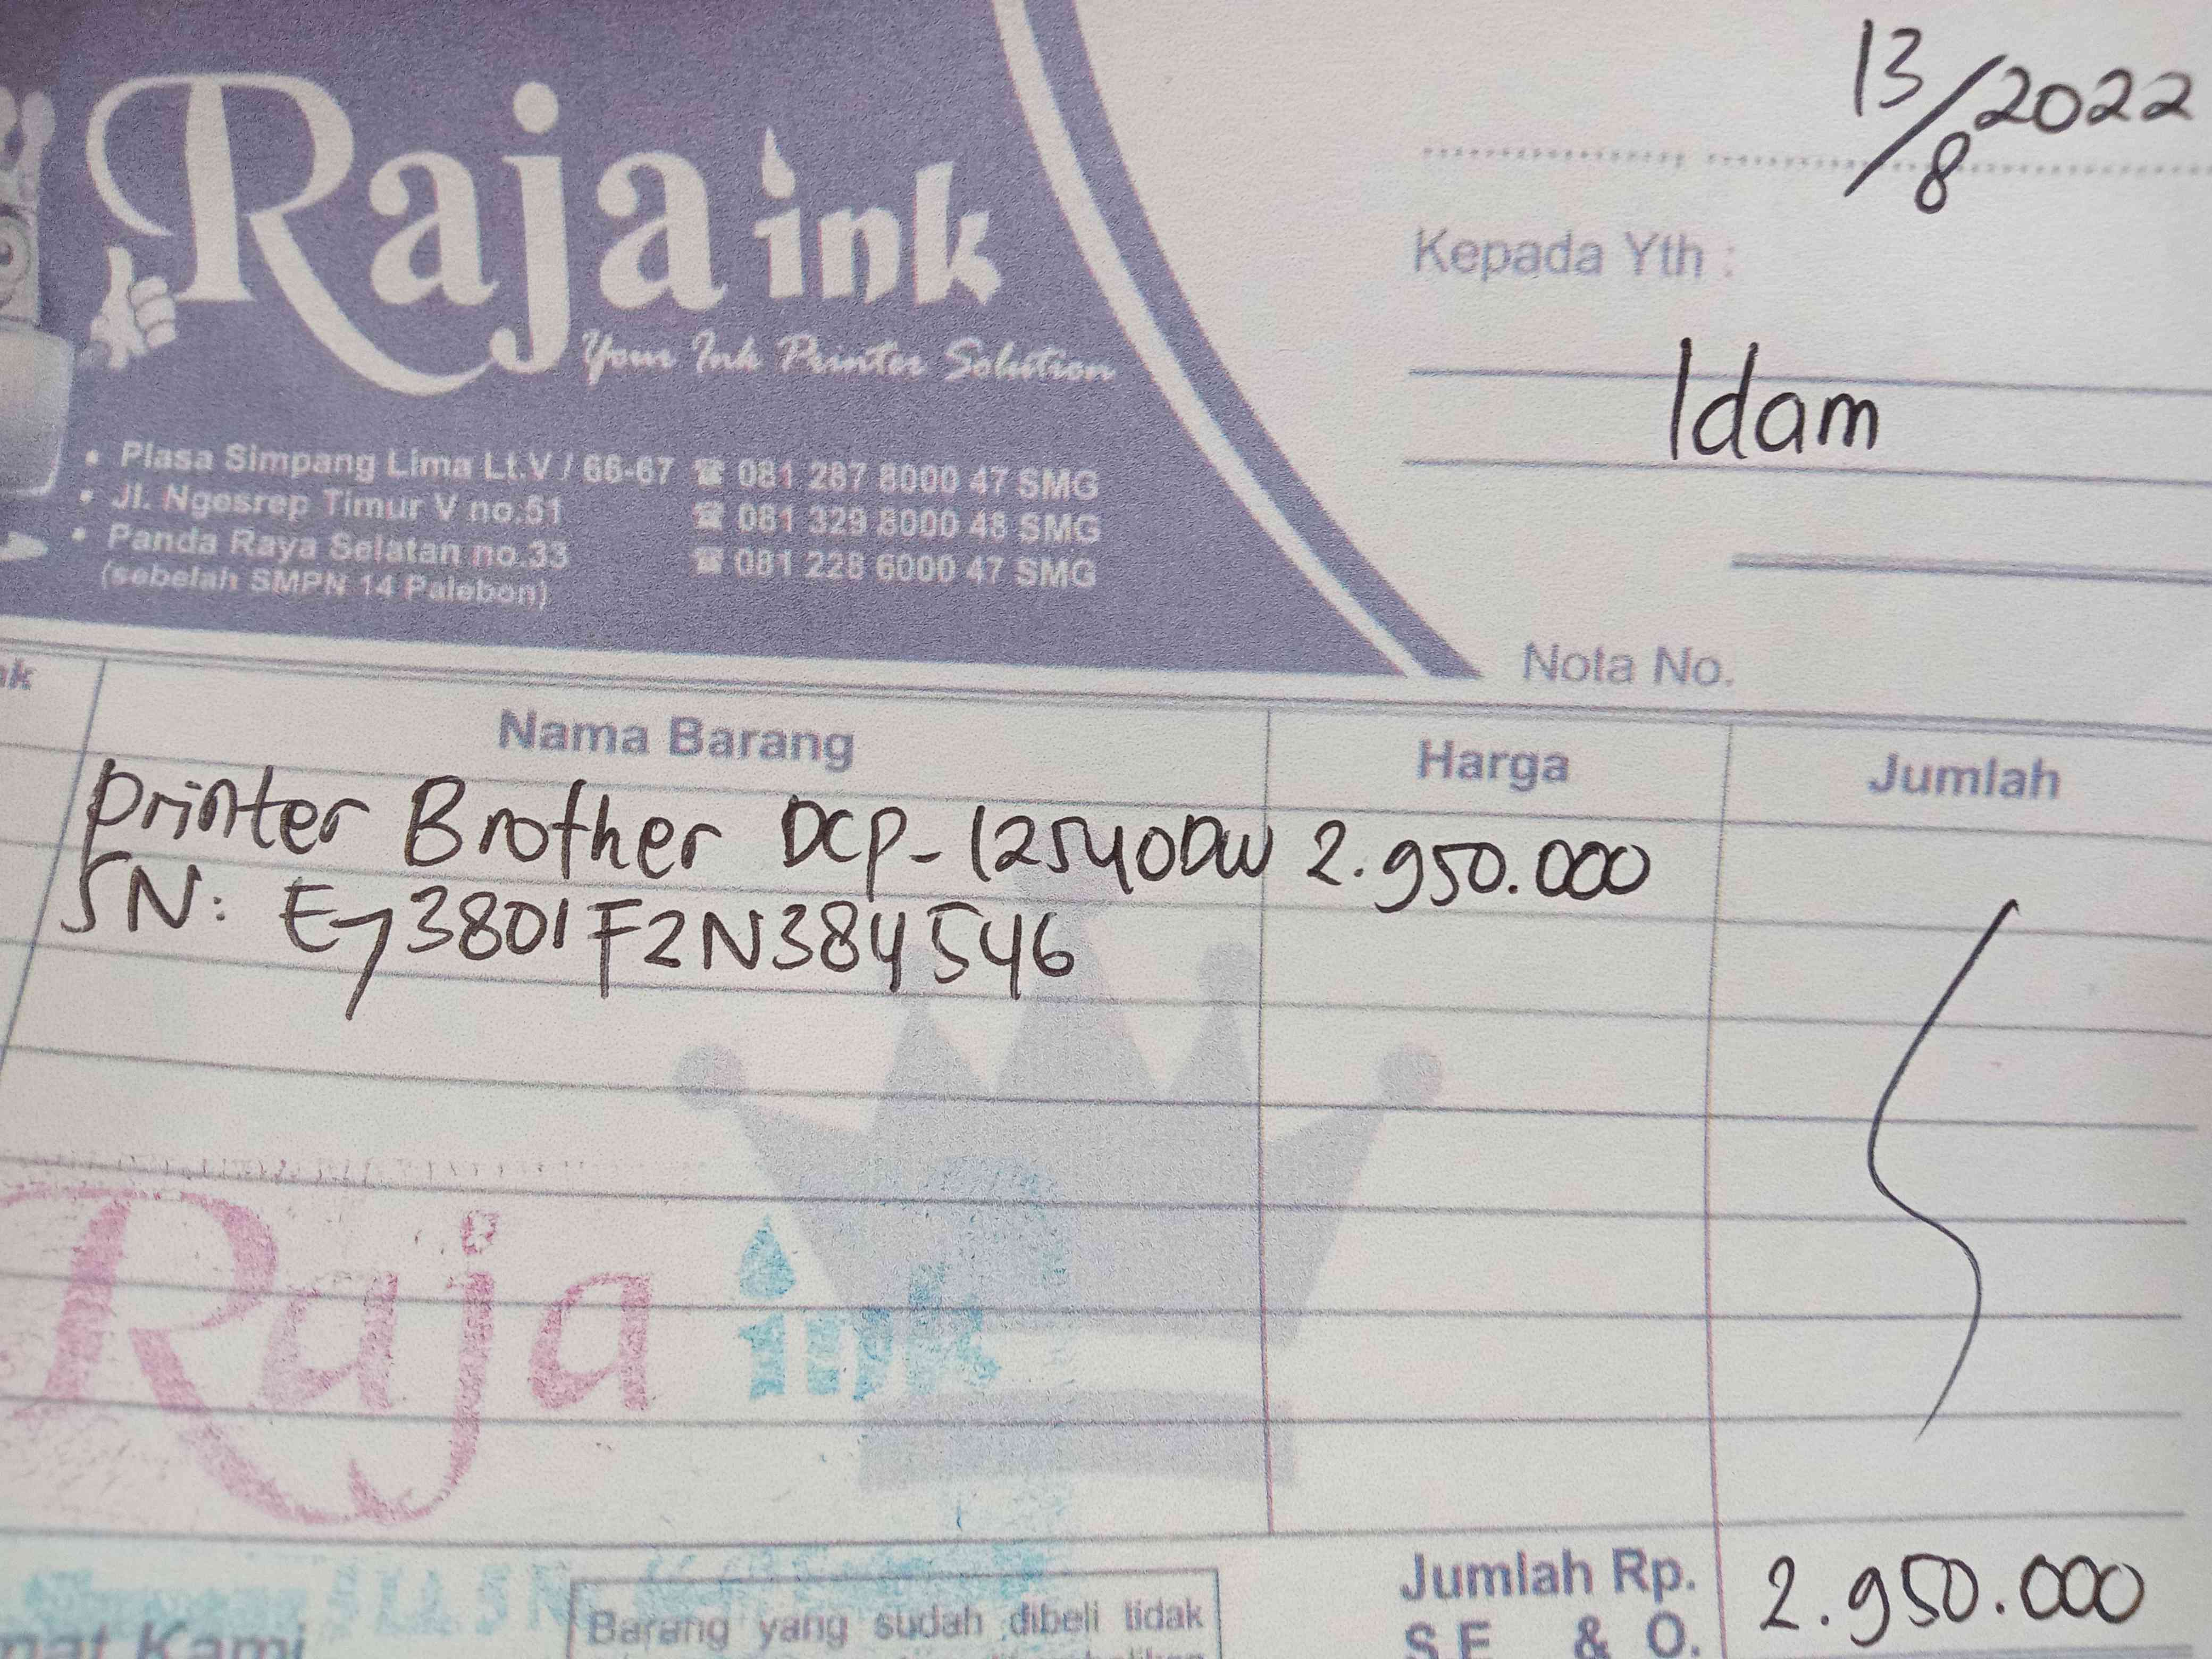 13/8 2022
Raja ink
Your Ink Printer Solution
• Plasa Simpang Lima Lt.V / 66-67 ☎ 081 287 8000 47 SMG
• Jl. Ngesrep Timur V no.51 ☎ 081 329 8000 48 SMG
• Panda Raya Selatan no.33 ☎ 081 228 6000 47 SMG
(sebelah SMPN 14 Palebon)
Kepada Yth :
Idam
Nota No.
Nama Barang Harga Jumlah
Printer Brother DCP-L2540DW 2.950.000
SN: E73801F2N384546
Raja ink
Jumlah Rp. 2.950.000
S.E & O.
Barang yang sudah dibeli tidak
Kami